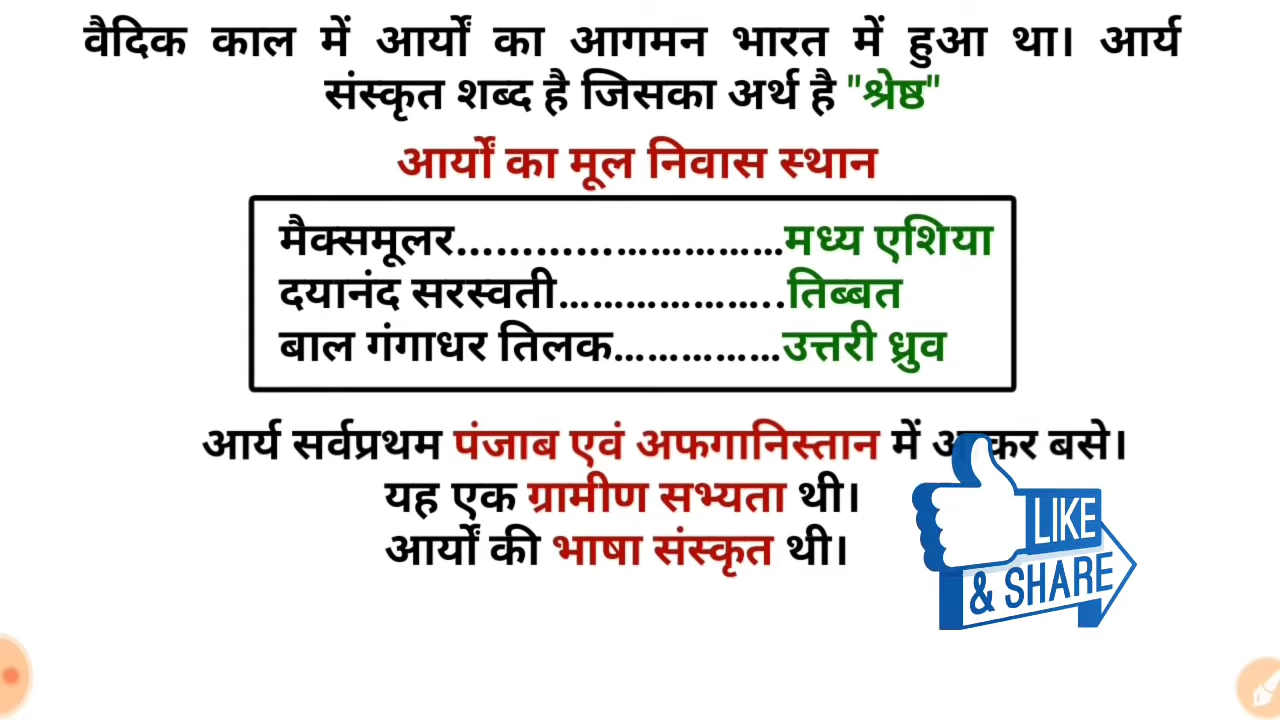 वैदिक काल में आर्यों का आगमन भारत में हुआ था। आर्य
संस्कृत शब्द है जिसका अर्थ है "श्रेष्ठ"
आर्यों का मूल निवास स्थान
मैक्समूलर..............................मध्य एशिया
दयानंद सरस्वती.....................तिब्बत
बाल गंगाधर तिलक...............उत्तरी ध्रुव
आर्य सर्वप्रथम पंजाब एवं अफगानिस्तान में बसे।
यह एक ग्रामीण सभ्यता थी।
आर्यों की भाषा संस्कृत थी।
LIKE
& SHARE